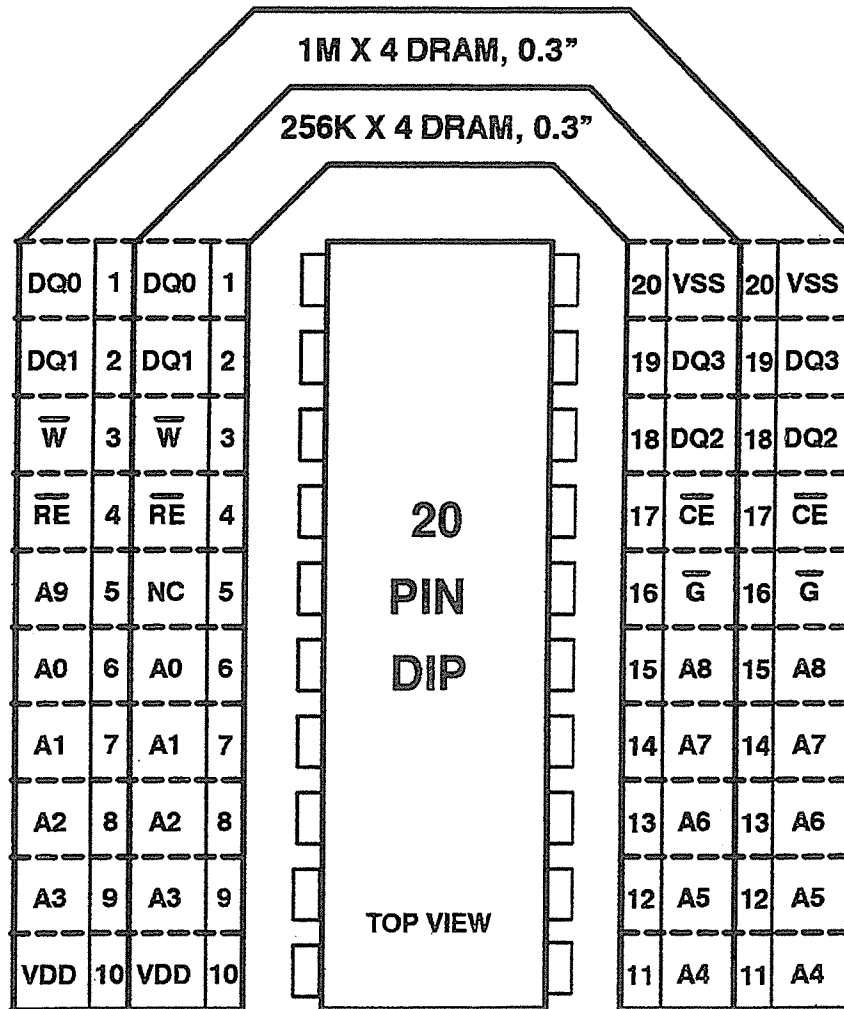 1M X 4 DRAM, 0.3”
256K X 4 DRAM, 0.3”
DQ0 1 DQ0 1 20 VSS 20 VSS
DQ1 2 DQ1 2 19 DQ3 19 DQ3
W̅ 3 W̅ 3 18 DQ2 18 DQ2
R̅E̅ 4 R̅E̅ 4 20 17 C̅E̅ 17 C̅E̅
A9 5 NC 5 PIN 16 G̅ 16 G̅
A0 6 A0 6 DIP 15 A8 15 A8
A1 7 A1 7 14 A7 14 A7
A2 8 A2 8 13 A6 13 A6
A3 9 A3 9 TOP VIEW 12 A5 12 A5
VDD 10 VDD 10 11 A4 11 A4